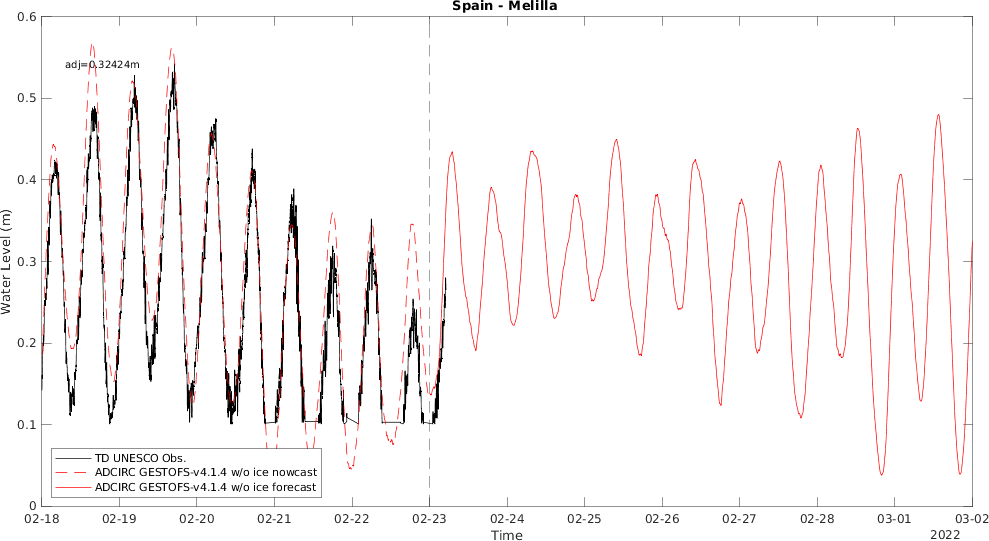 Spain - Melilla
adj=0.32424m
0.6
0.5
0.4
0.3
0.2
0.1
0
Water Level (m)
TD UNESCO Obs.
ADCIRC GESTOFS-v4.1.4 w/o ice nowcast
ADCIRC GESTOFS-v4.1.4 w/o ice forecast
02-18 02-19 02-20 02-21 02-22 02-23 02-24 02-25 02-26 02-27 02-28 03-01 03-02
Time
2022